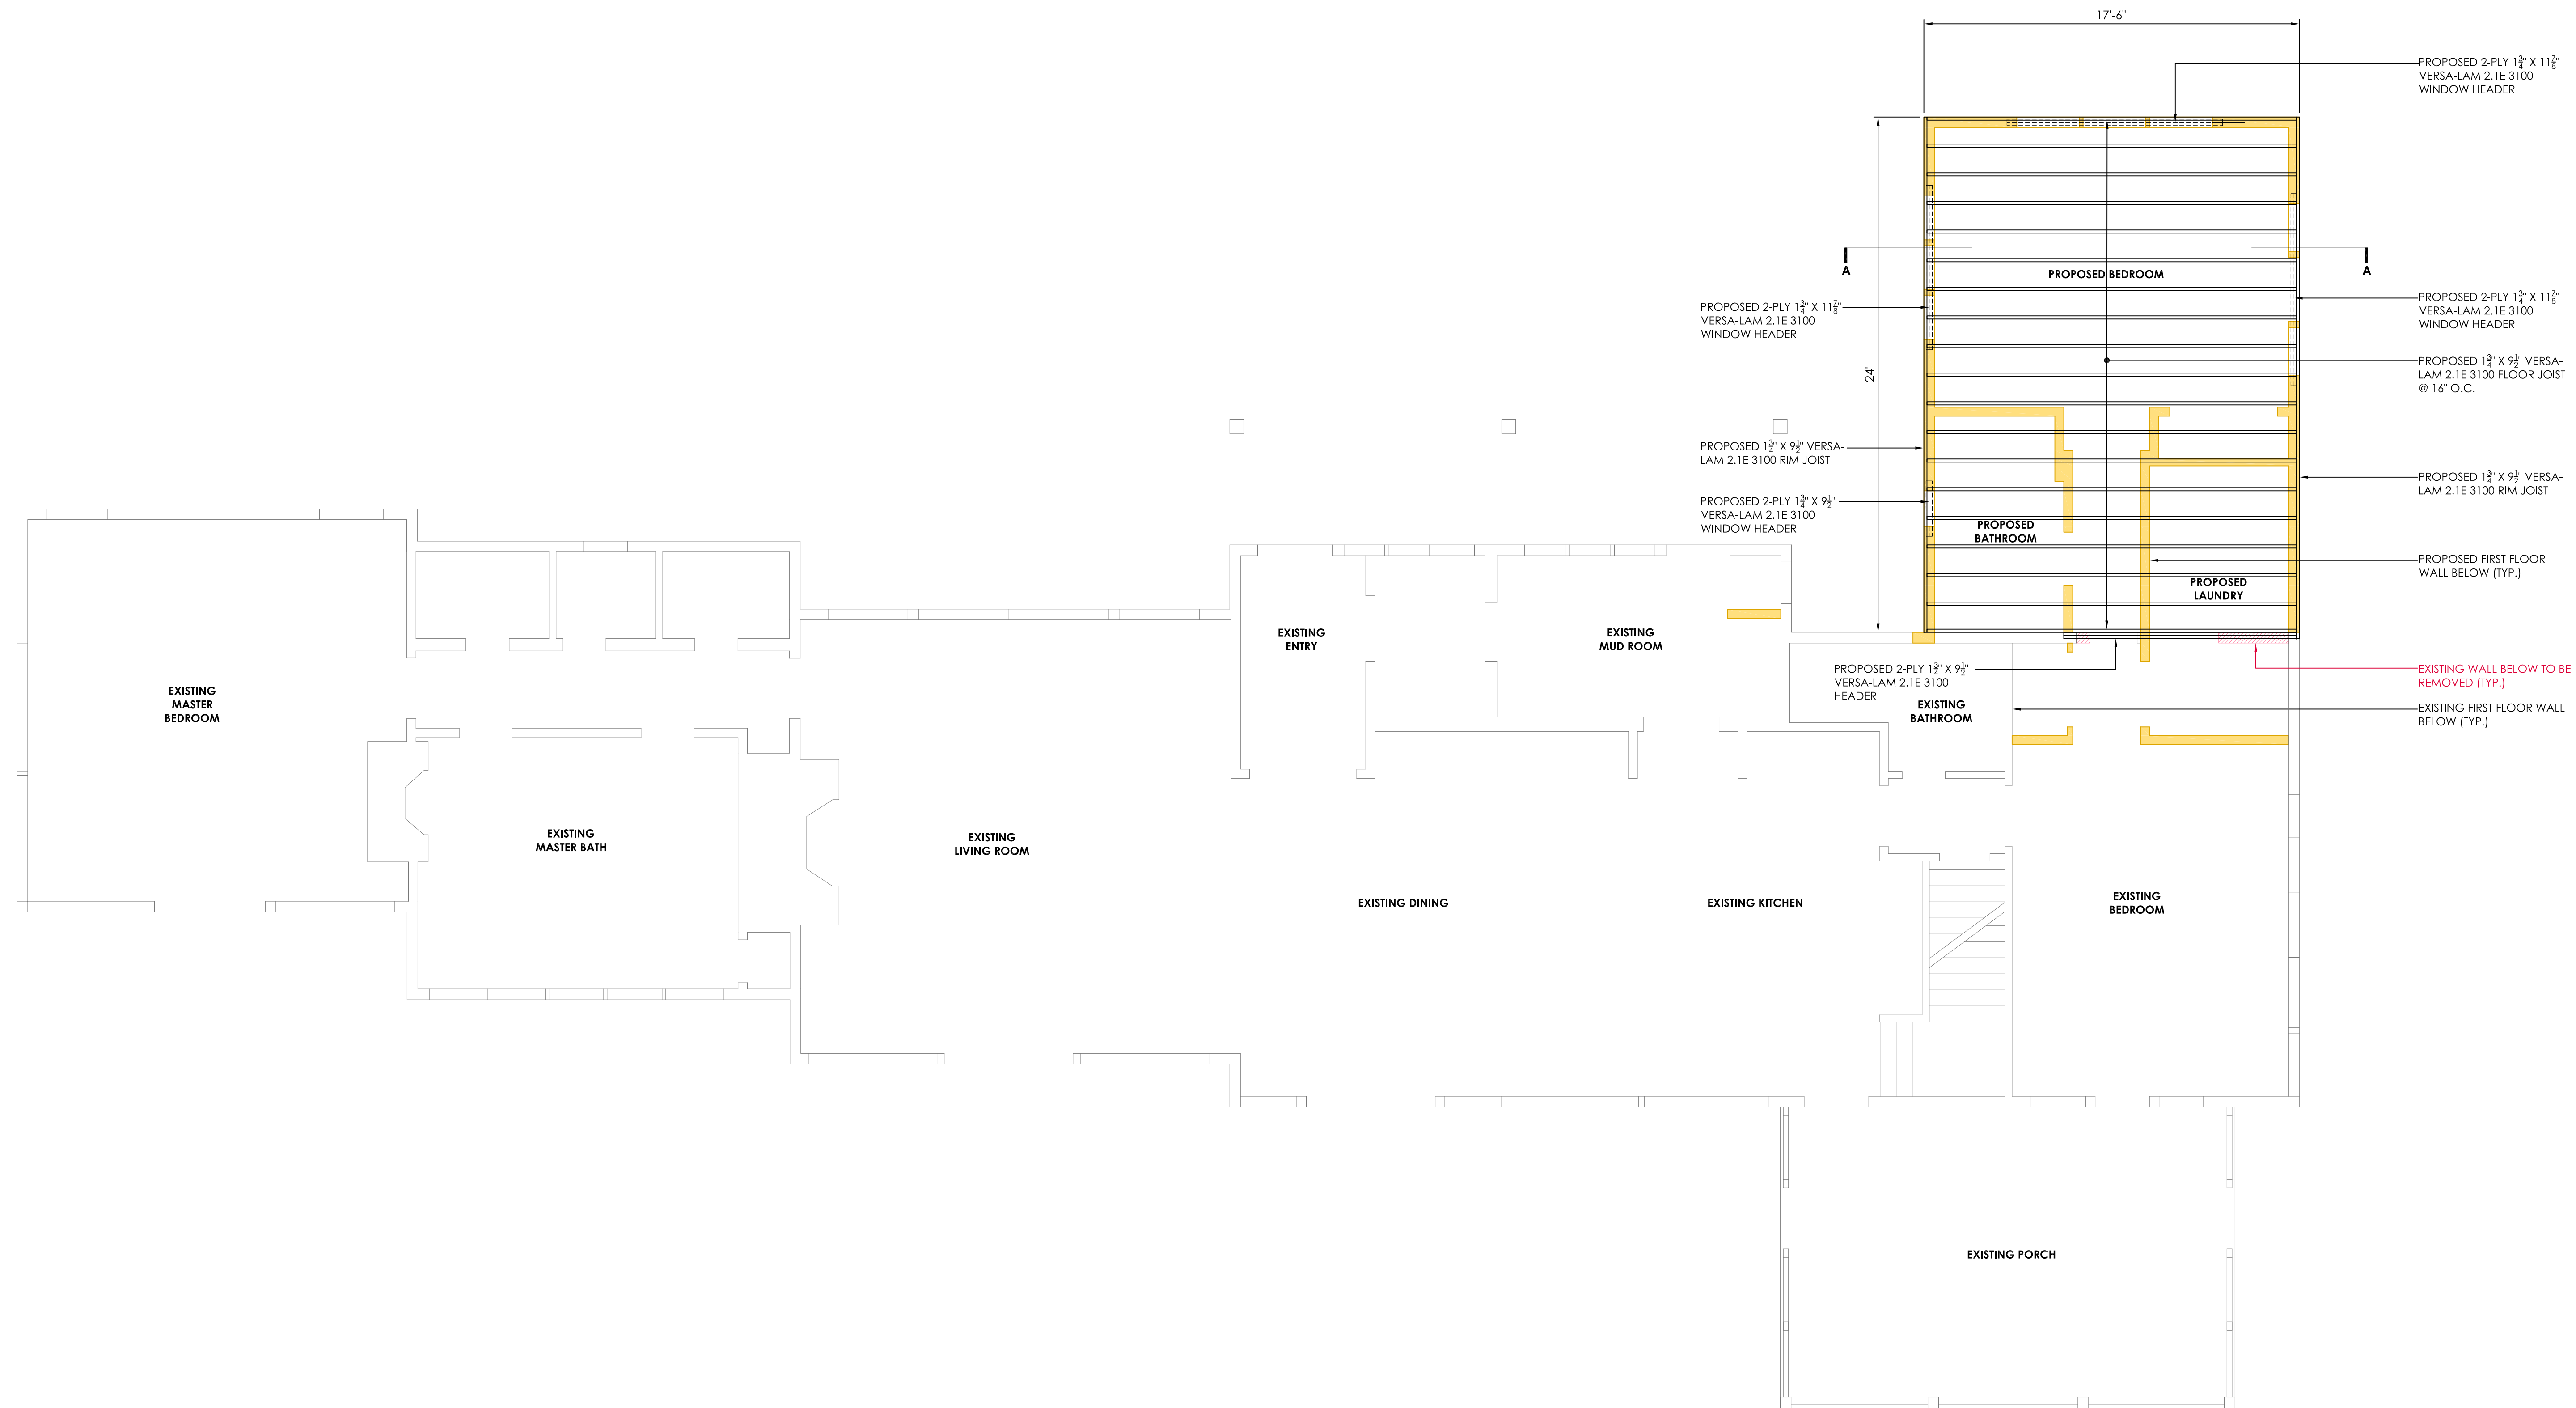 17'-6"
PROPOSED 2-PLY 1¾" X 11⅞"
VERSA-LAM 2.1E 3100
WINDOW HEADER
24'
A
A
PROPOSED BEDROOM
PROPOSED 2-PLY 1¾" X 11⅞"
VERSA-LAM 2.1E 3100
WINDOW HEADER
PROPOSED 2-PLY 1¾" X 11⅞"
VERSA-LAM 2.1E 3100
WINDOW HEADER
PROPOSED 1¾" X 9½" VERSA-
LAM 2.1E 3100 FLOOR JOIST
@ 16" O.C.
PROPOSED 1¾" X 9½" VERSA-
LAM 2.1E 3100 RIM JOIST
PROPOSED 1¾" X 9½" VERSA-
LAM 2.1E 3100 RIM JOIST
PROPOSED 2-PLY 1¾" X 9½"
VERSA-LAM 2.1E 3100
WINDOW HEADER
PROPOSED
BATHROOM
PROPOSED FIRST FLOOR
WALL BELOW (TYP.)
PROPOSED
LAUNDRY
EXISTING
ENTRY
EXISTING
MUD ROOM
PROPOSED 2-PLY 1¾" X 9½"
VERSA-LAM 2.1E 3100
HEADER
EXISTING WALL BELOW TO BE
REMOVED (TYP.)
EXISTING
MASTER
BEDROOM
EXISTING
BATHROOM
EXISTING FIRST FLOOR WALL
BELOW (TYP.)
EXISTING
MASTER BATH
EXISTING
LIVING ROOM
EXISTING DINING
EXISTING KITCHEN
EXISTING
BEDROOM
EXISTING PORCH